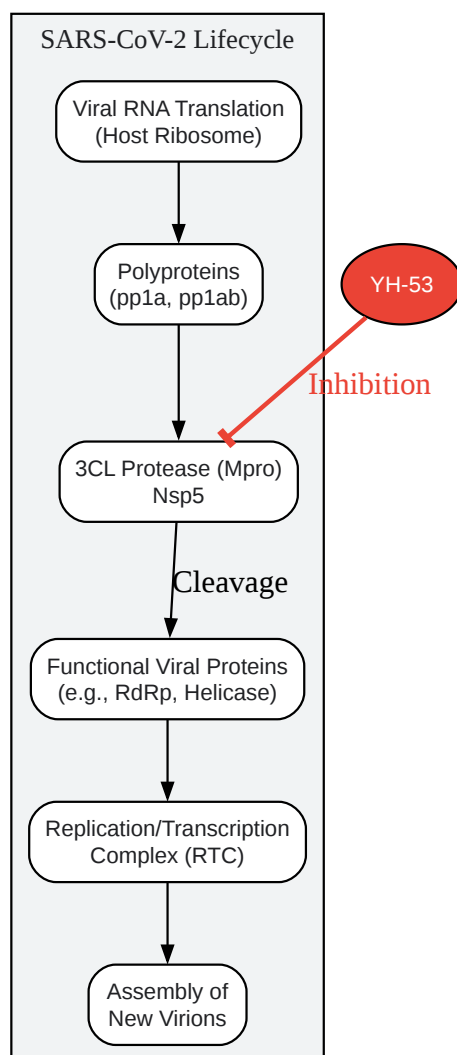 SARS-CoV-2 Lifecycle
Viral RNA Translation
(Host Ribosome)
Polyproteins
(pp1a, pp1ab)
YH-53
Inhibition
3CL Protease (Mpro)
Nsp5
Cleavage
Functional Viral Proteins
(e.g., RdRp, Helicase)
Replication/Transcription
Complex (RTC)
Assembly of
New Virions